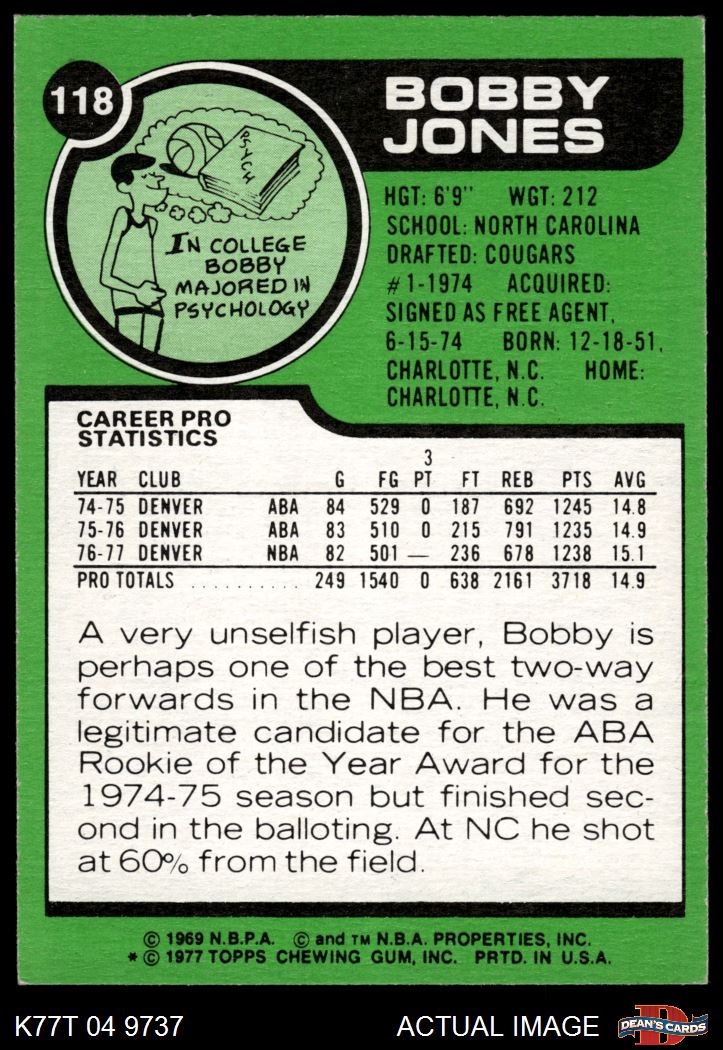 118
BOBBY
JONES
PSYCH
IN COLLEGE
BOBBY
MAJORED IN
PSYCHOLOGY
HGT: 6'9" WGT: 212
SCHOOL: NORTH CAROLINA
DRAFTED: COUGARS
#1-1974 ACQUIRED:
SIGNED AS FREE AGENT,
6-15-74 BORN: 12-18-51,
CHARLOTTE, N.C. HOME:
CHARLOTTE, N.C.
CAREER PRO
STATISTICS
3
YEAR CLUB G FG PT FT REB PTS AVG
74-75 DENVER ABA 84 529 0 187 692 1245 14.8
75-76 DENVER ABA 83 510 0 215 791 1235 14.9
76-77 DENVER NBA 82 501 — 236 678 1238 15.1
PRO TOTALS .......... 249 1540 0 638 2161 3718 14.9
A very unselfish player, Bobby is
perhaps one of the best two-way
forwards in the NBA. He was a
legitimate candidate for the ABA
Rookie of the Year Award for the
1974-75 season but finished sec-
ond in the balloting. At NC he shot
at 60% from the field.
© 1969 N.B.P.A. © and TM N.B.A. PROPERTIES, INC.
* © 1977 TOPPS CHEWING GUM, INC. PRTD. IN U.S.A.
K77T 04 9737 ACTUAL IMAGE
D
DEAN'S CARDS